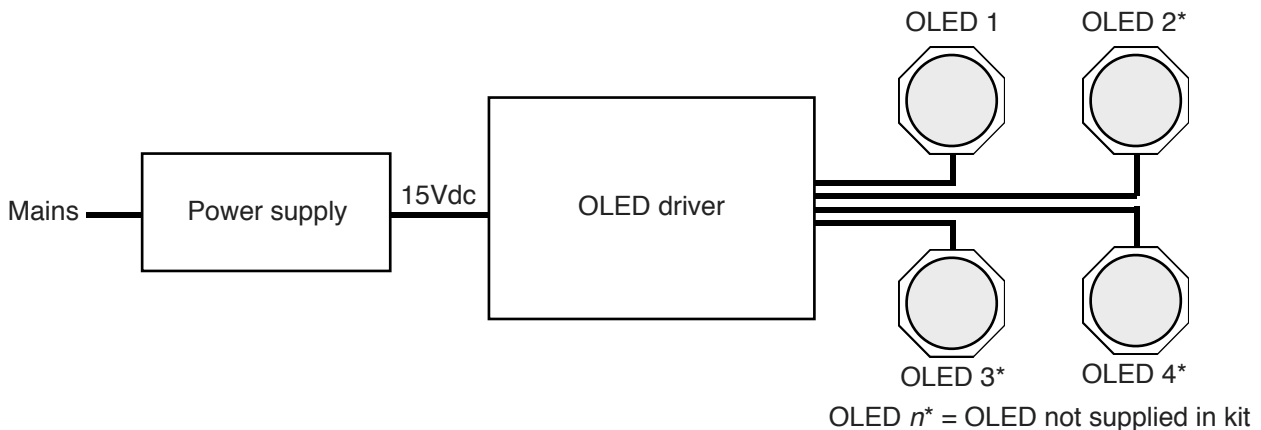 OLED 1
OLED 2*
Mains
Power supply
15Vdc
OLED driver
OLED 3*
OLED 4*
OLED n* = OLED not supplied in kit